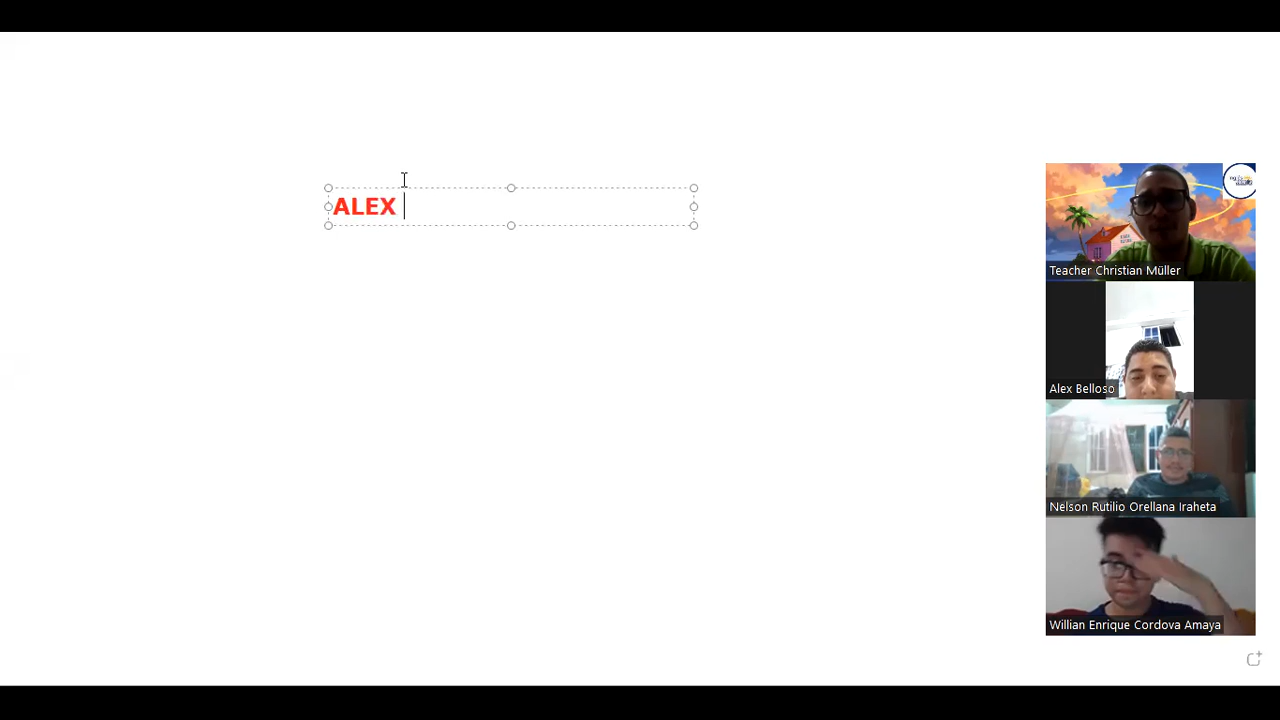 ALEX
Teacher Christian Müller
Alex Belloso
Nelson Rutilio Orellana Iraheta
Willian Enrique Cordova Amaya